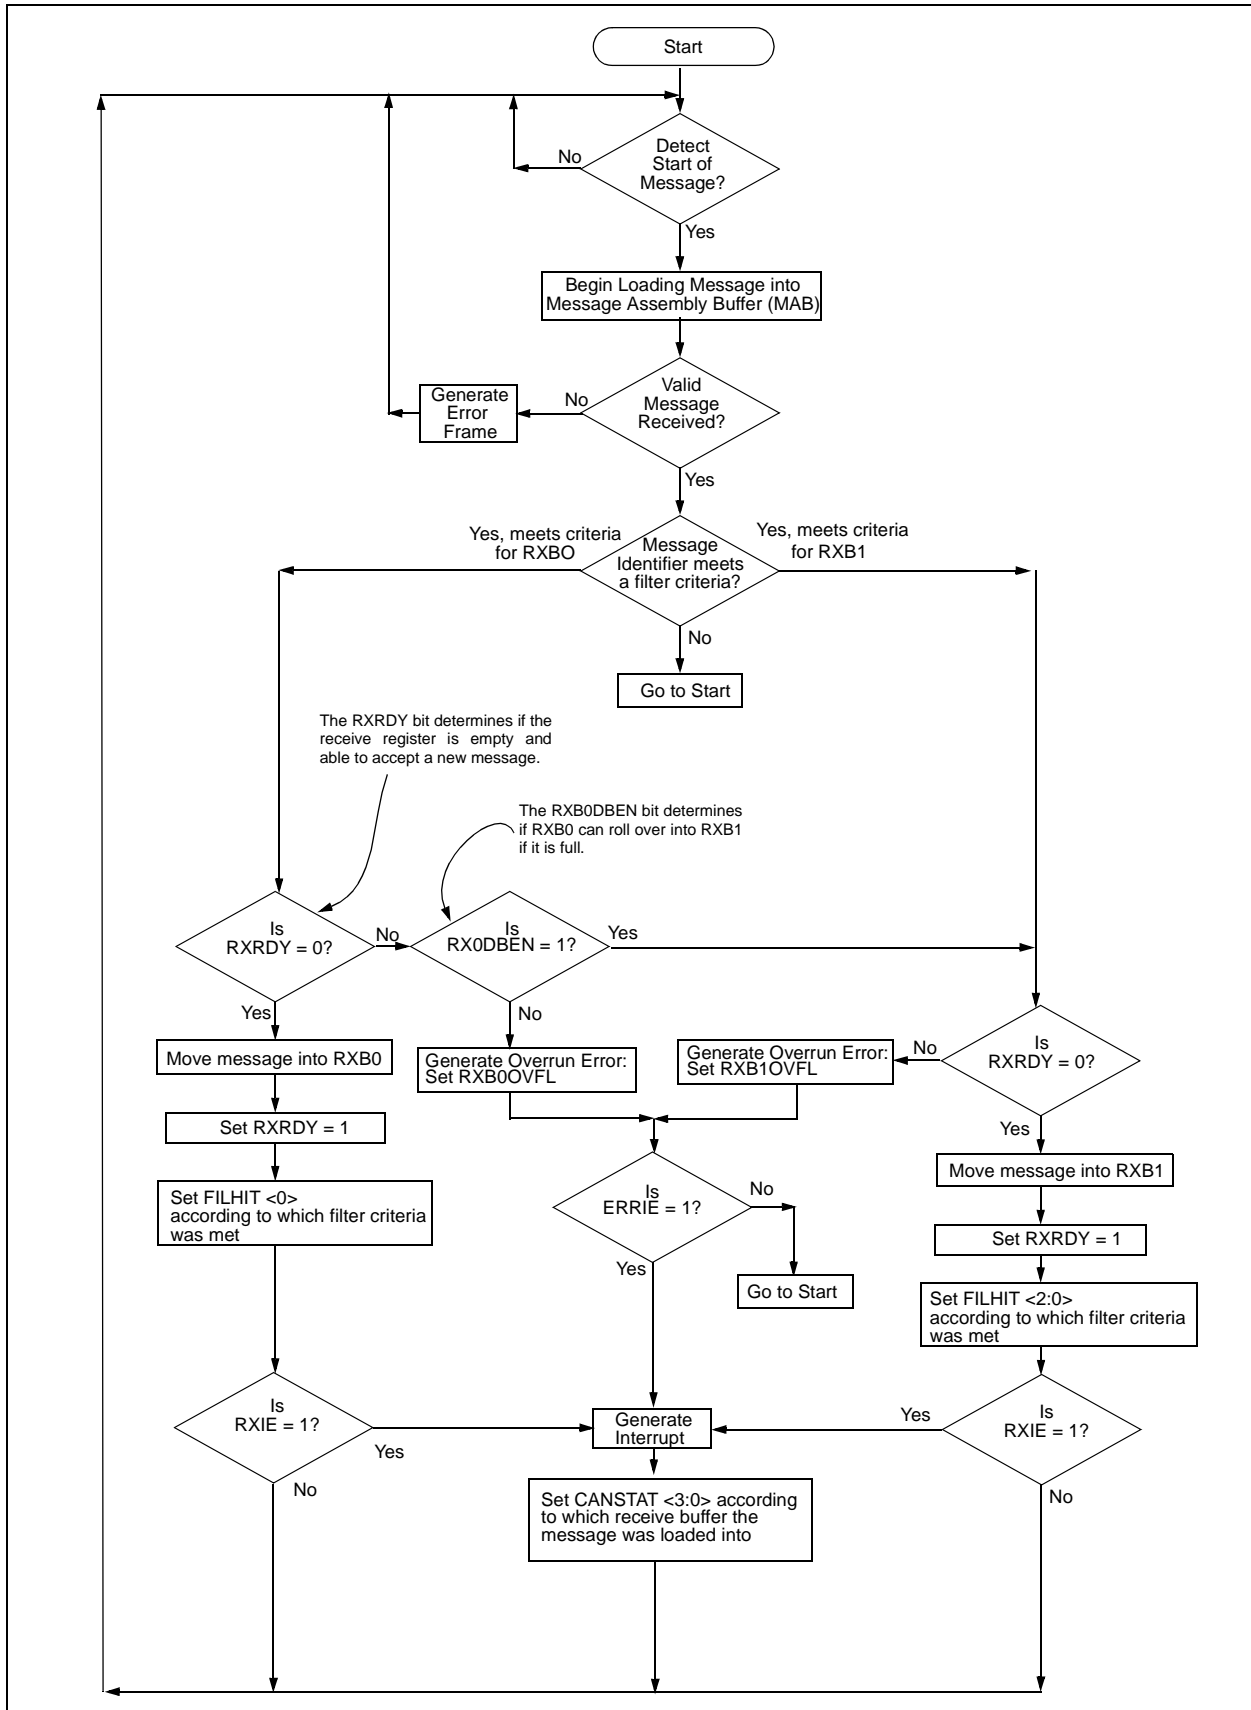 Start
Detect
Start of
Message?
No
Yes
Begin Loading Message into
Message Assembly Buffer (MAB)
Valid
Message
Received?
No
Generate
Error
Frame
Yes
Yes, meets criteria
for RXBO
Message
Identifier meets
a filter criteria?
Yes, meets criteria
for RXB1
No
Go to Start
The RXRDY bit determines if the
receive register is empty and
able to accept a new message.
The RXB0DBEN bit determines
if RXB0 can roll over into RXB1
if it is full.
Is
RXRDY = 0?
No
Is
RX0DBEN = 1?
Yes
Yes
No
Move message into RXB0
Generate Overrun Error:
Set RXB0OVFL
Generate Overrun Error:
Set RXB1OVFL
No
Is
RXRDY = 0?
Set RXRDY = 1
Yes
Move message into RXB1
Set FILHIT <0>
according to which filter criteria
was met
Is
ERRIE = 1?
No
Yes
Go to Start
Set RXRDY = 1
Set FILHIT <2:0>
according to which filter criteria
was met
Is
RXIE = 1?
Yes
No
Generate
Interrupt
Yes
Is
RXIE = 1?
No
Set CANSTAT <3:0> according
to which receive buffer the
message was loaded into